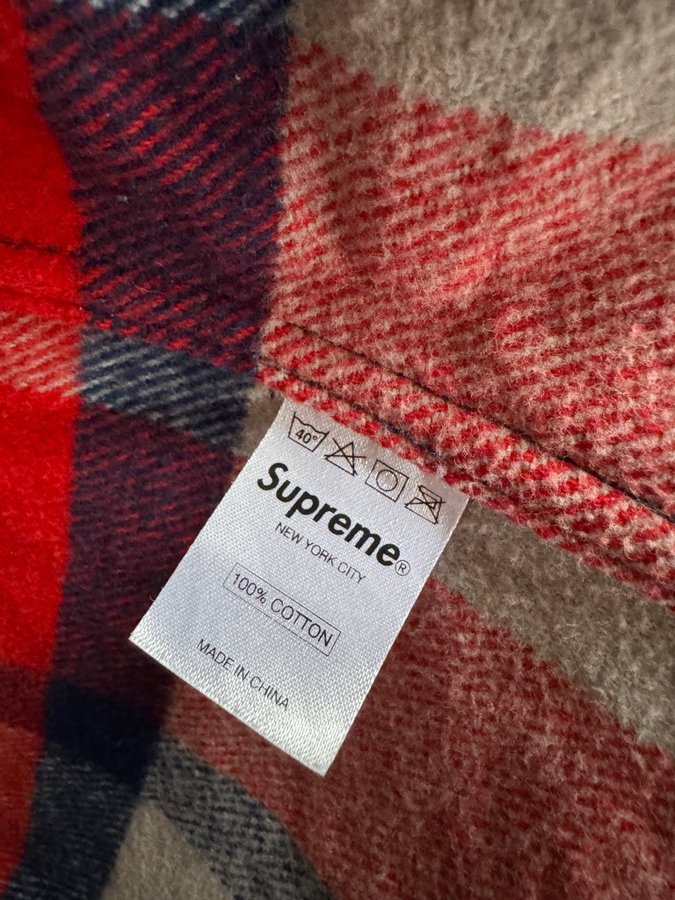 40°
Supreme®
NEW YORK CITY
100% COTTON
MADE IN CHINA